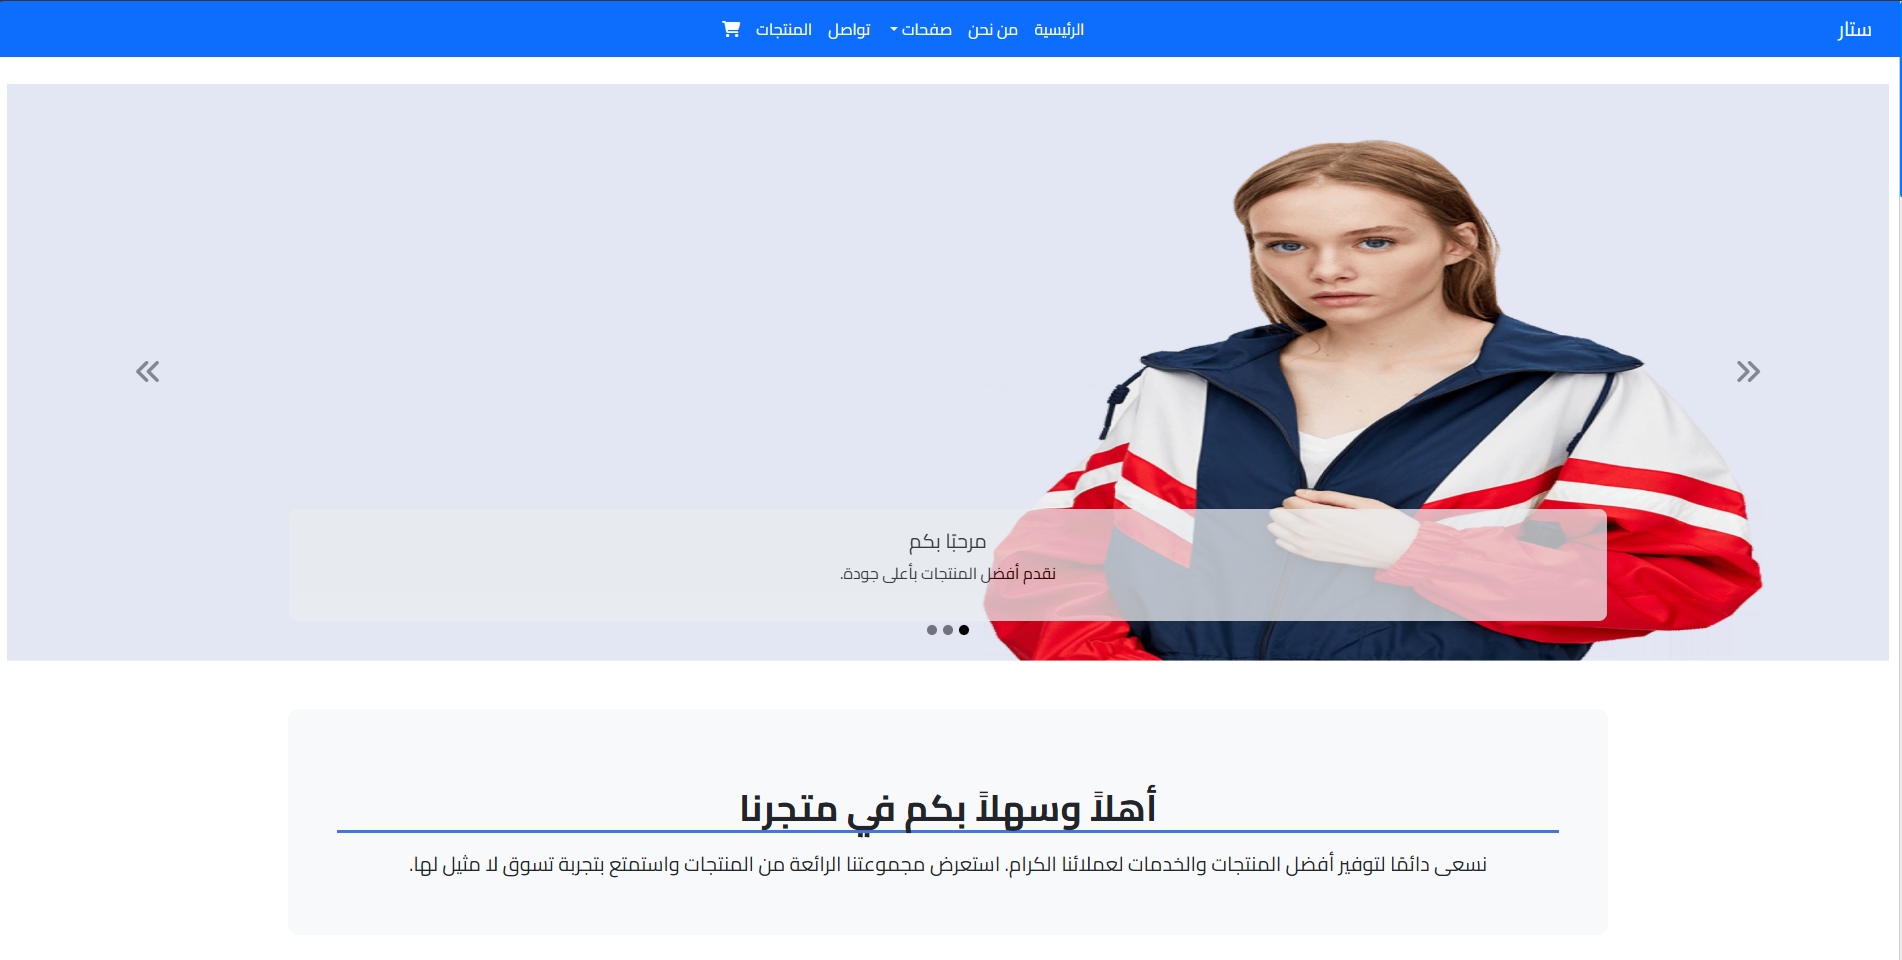 ستار
الرئيسية من نحن صفحات تواصل المنتجات
مرحبًا بكم
نقدم أفضل المنتجات بأعلى جودة.
أهلاً وسهلاً بكم في متجرنا
نسعى دائمًا لتوفير أفضل المنتجات والخدمات لعملائنا الكرام. استعرض مجموعتنا الرائعة من المنتجات واستمتع بتجربة تسوق لا مثيل لها.